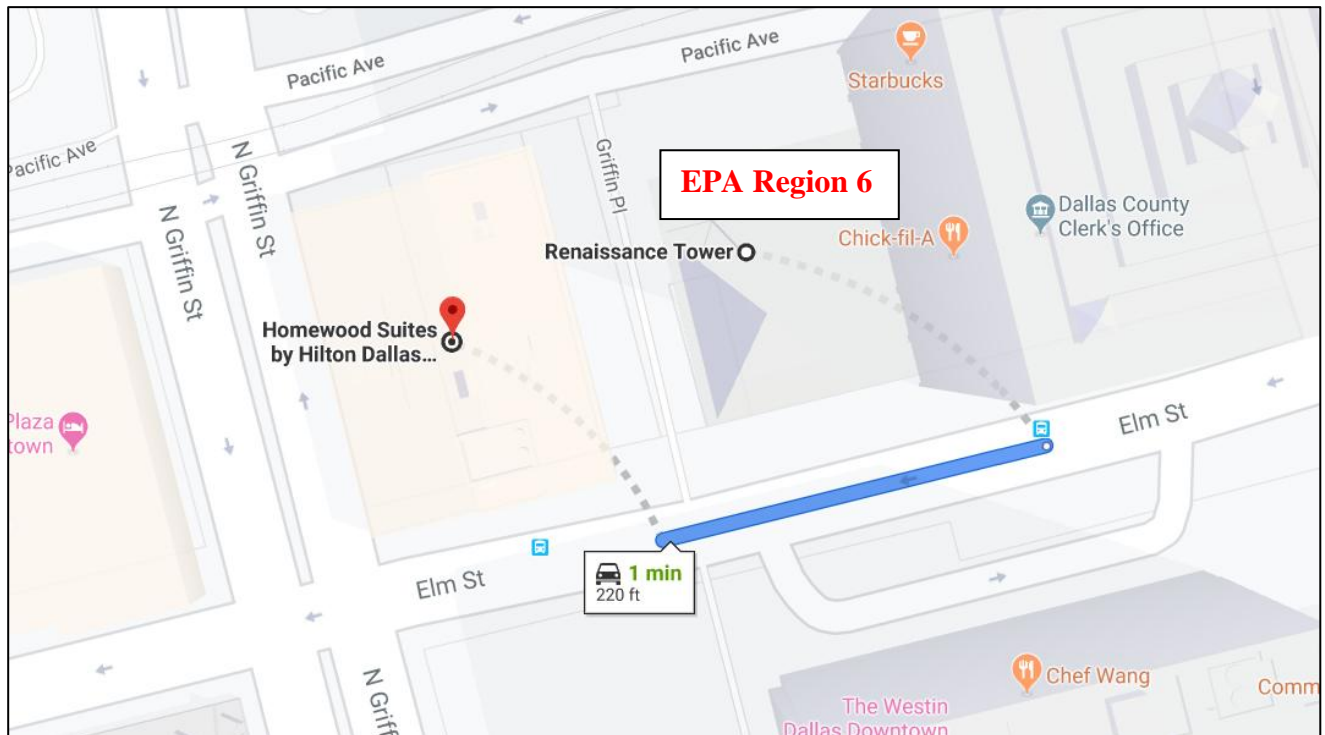 Pacific Ave
Pacific Ave
Starbucks
Pacific Ave
N Griffin St
Griffin Pl
EPA Region 6
N Griffin St
Dallas County
Clerk's Office
Chick-fil-A
Renaissance Tower
Homewood Suites
by Hilton Dallas...
Plaza
town
Elm St
Elm St
1 min
220 ft
N Griff
Chef Wang
Comm
The Westin
Dallas Downtown